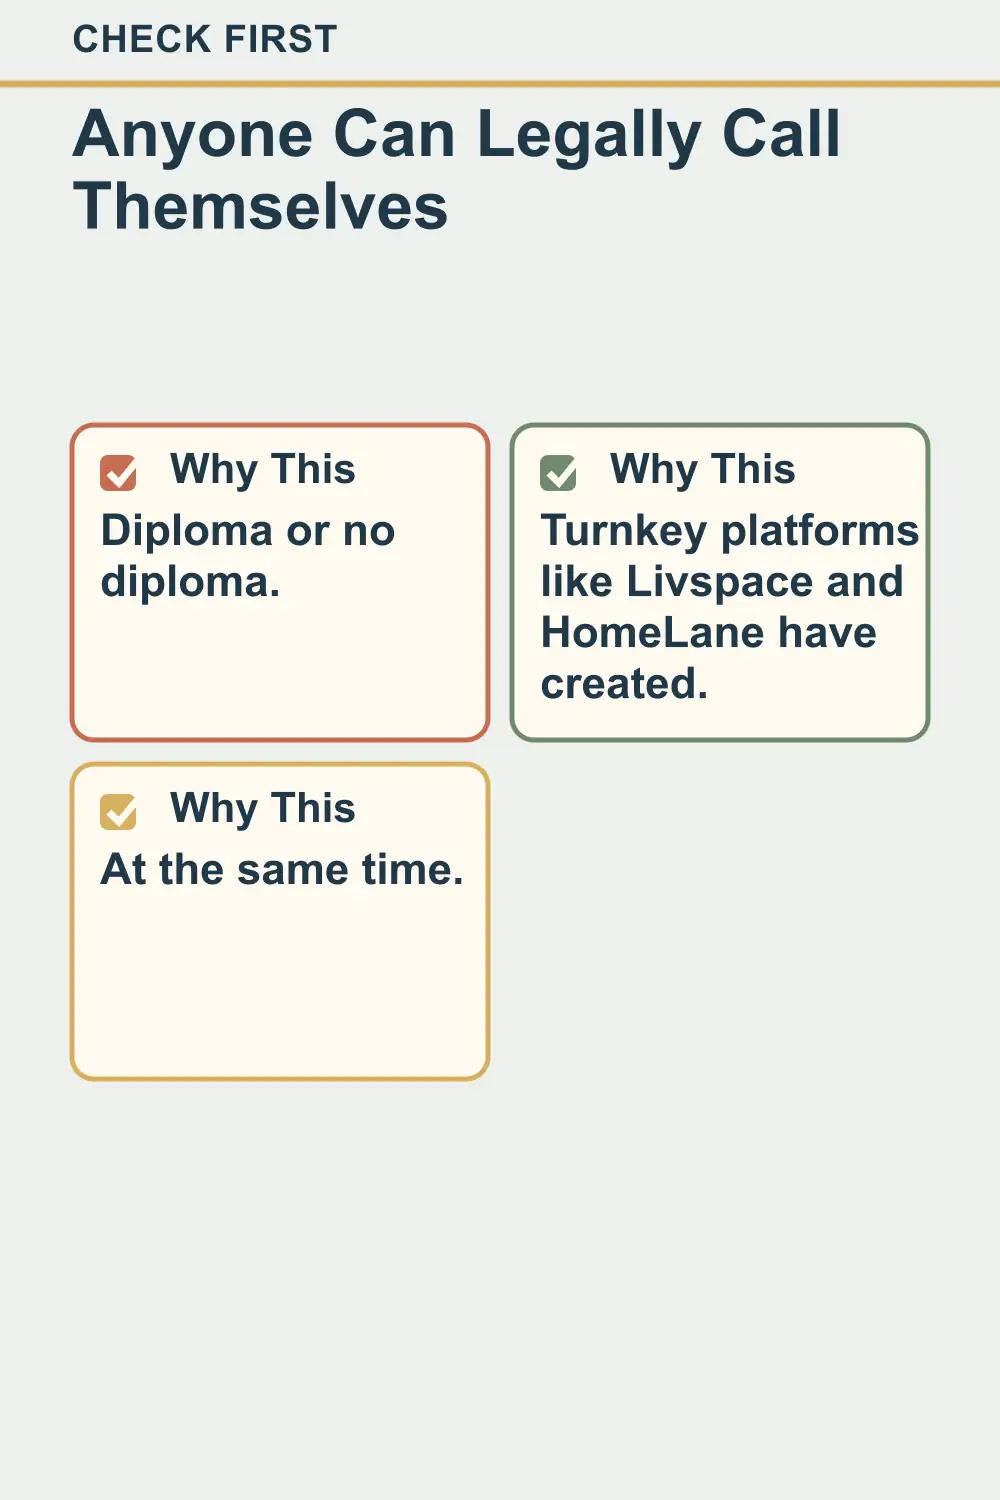 CHECK FIRST
Anyone Can Legally Call
Themselves
Why This
Diploma or no
diploma.
Why This
Turnkey platforms
like Livspace and
HomeLane have
created.
Why This
At the same time.